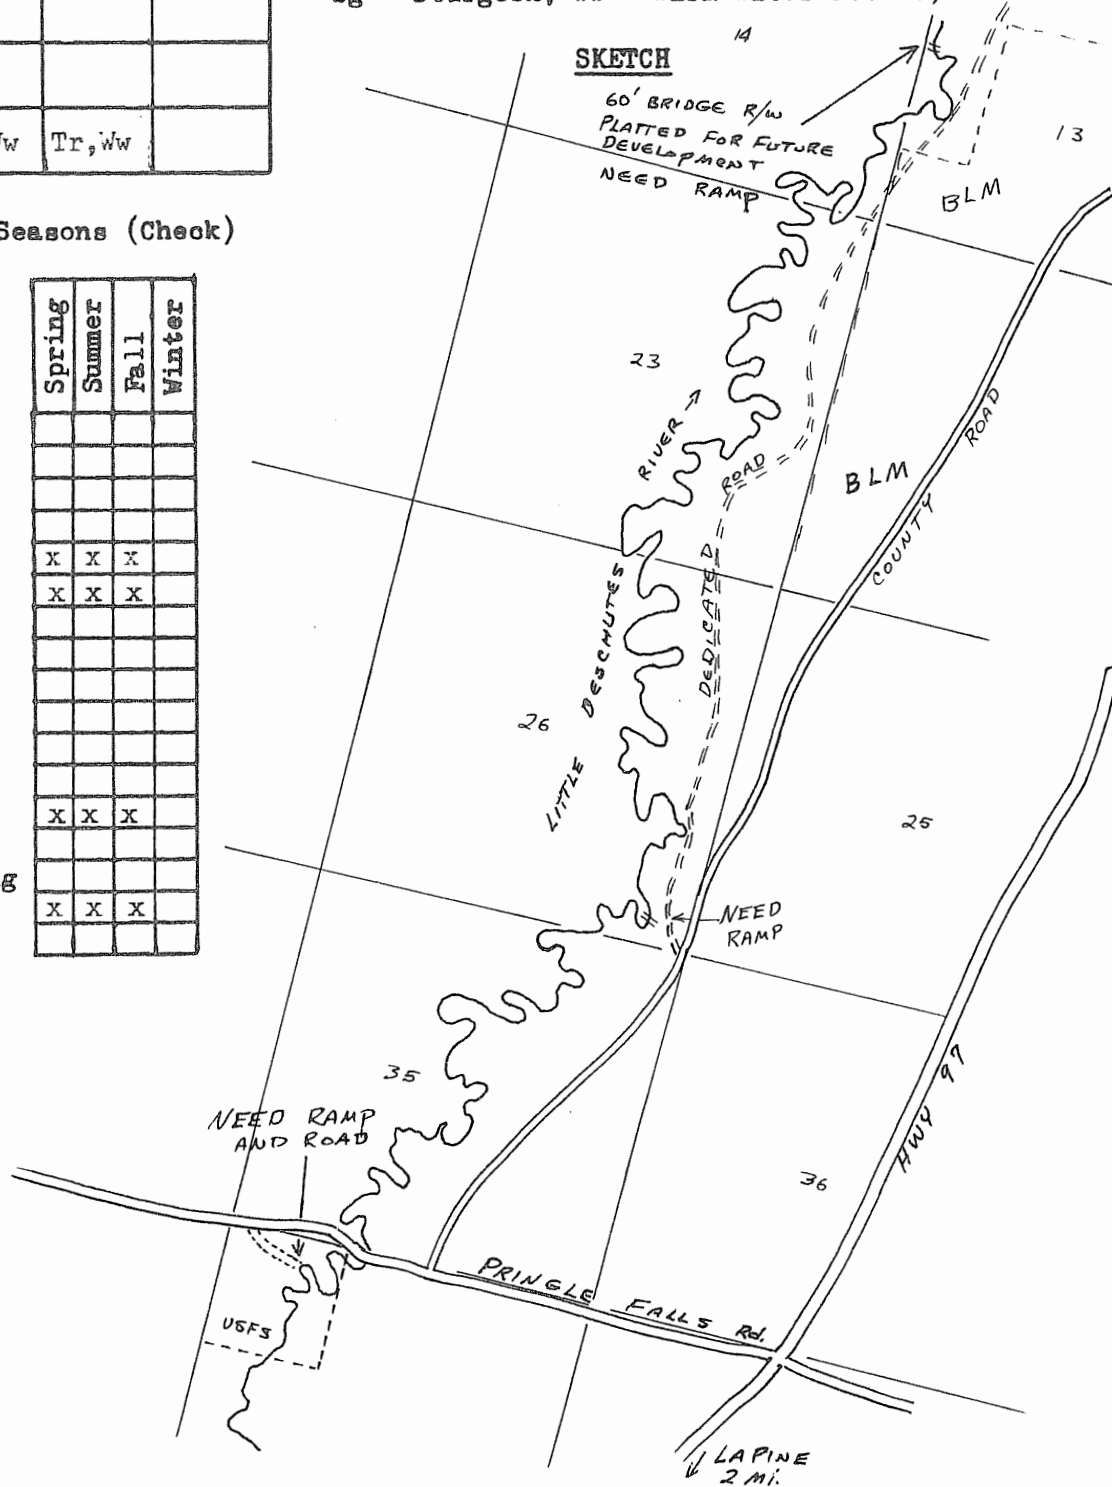 SKETCH
Tr,Ww
Seasons (Check)
Spring
Summer
Fall
Winter
x x x
x x x
x x x
x x x
14
60' BRIDGE R/W
PLATTED FOR FUTURE
DEVELOPMENT
NEED RAMP
13
BLM
23
RIVER
ROAD
BLM
COUNTY ROAD
DEDICATED
LITTLE DESCHUTES
26
25
NEED
RAMP
35
NEED RAMP
AND ROAD
HWY 97
36
PRINGLE FALLS Rd.
USFS
LAPINE
2 Mi.